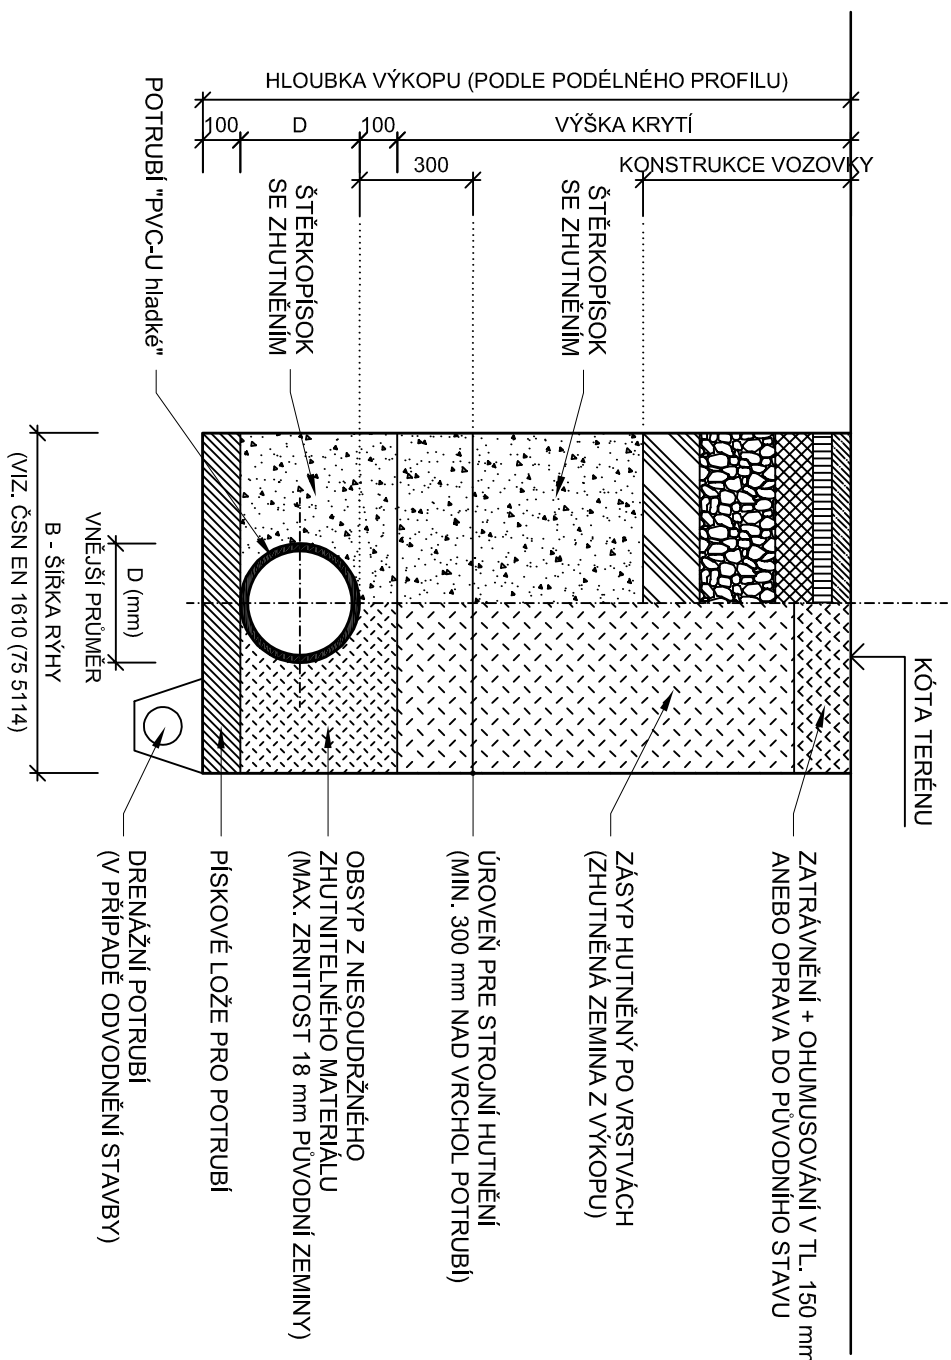 KÓTA TERÉNU
HLOUBKA VÝKOPU (PODLE PODÉLNÉHO PROFILU)
100
D
100
VÝŠKA KRYTÍ
300
KONSTRUKCE VOZOVKY
ŠTĚRKOPÍSOK
SE ZHUTNĚNÍM
ŠTĚRKOPÍSOK
SE ZHUTNĚNÍM
POTRUBÍ "PVC-U hladké"
ZATRÁVNĚNÍ + OHUMUSOVÁNÍ V TL. 150 mm
ANEBO OPRAVA DO PŮVODNÍHO STAVU
ZÁSYP HUTNĚNÝ PO VRSTVÁCH
(ZHUTNĚNÁ ZEMINA Z VÝKOPU)
ÚROVEŇ PRE STROJNÍ HUTNĚNÍ
(MIN. 300 mm NAD VRCHOL POTRUBÍ)
OBSYP Z NESOUDRŽNÉHO
ZHUTNITELNÉHO MATERIÁLU
(MAX. ZRNITOST 18 mm PŮVODNÍ ZEMINY)
PÍSKOVÉ LOŽE PRO POTRUBÍ
DRENÁŽNÍ POTRUBÍ
(V PŘÍPADĚ ODVODNĚNÍ STAVBY)
D (mm)
VNĚJŠÍ PRŮMĚR
B - ŠÍŘKA RÝHY
(VIZ. ČSN EN 1610 (75 5114)